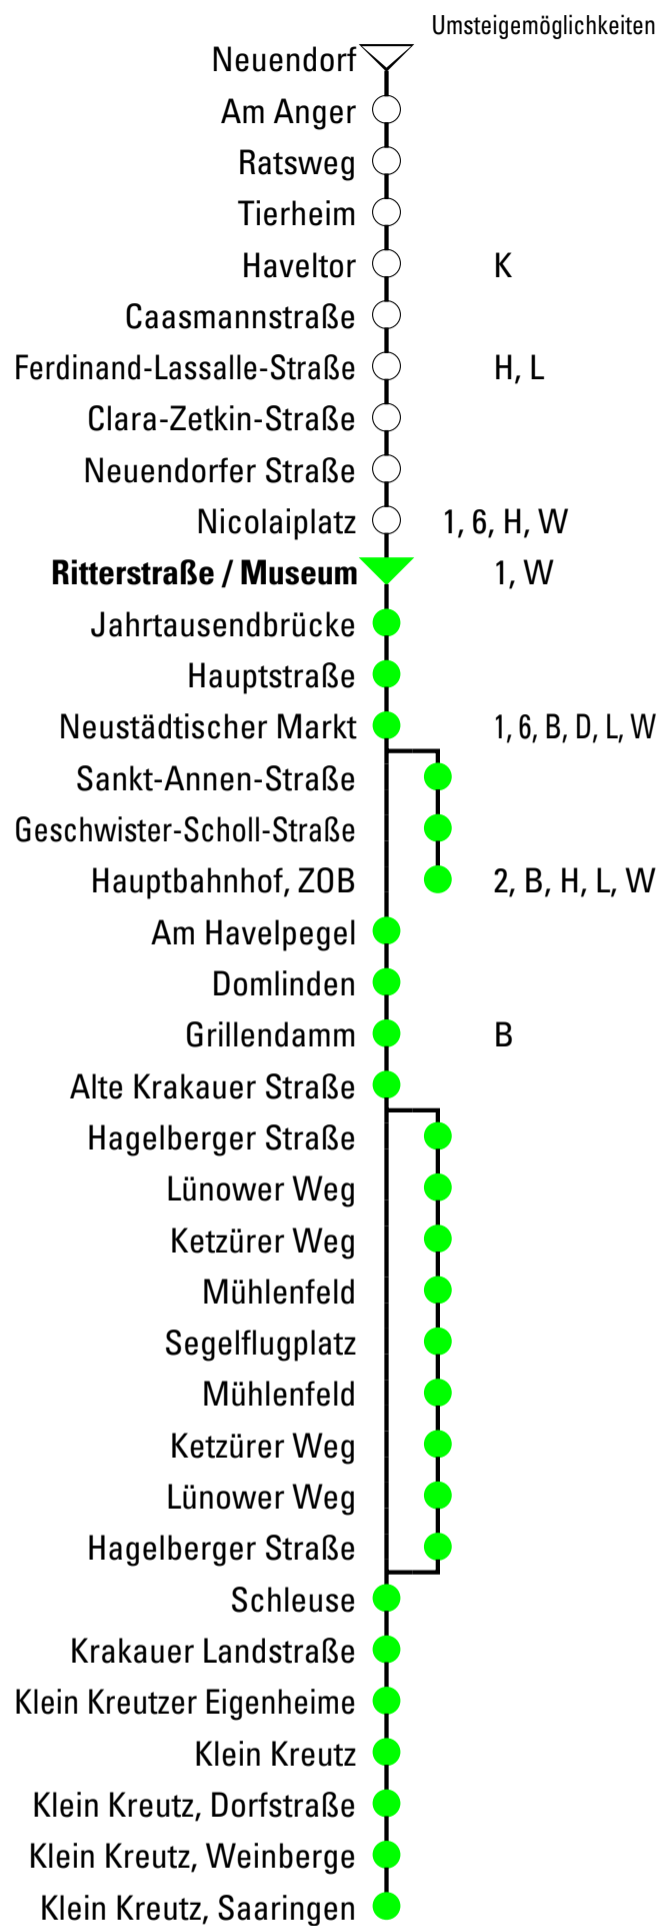 Umsteigemöglichkeiten
Neuendorf
Am Anger
Ratsweg
Tierheim
Haveltor K
Caasmannstraße
Ferdinand-Lassalle-Straße H, L
Clara-Zetkin-Straße
Neuendorfer Straße
Nicolaiplatz 1, 6, H, W
Ritterstraße / Museum 1, W
Jahrtausendbrücke
Hauptstraße
Neustädtischer Markt 1, 6, B, D, L, W
Sankt-Annen-Straße
Geschwister-Scholl-Straße
Hauptbahnhof, ZOB 2, B, H, L, W
Am Havelpegel
Domlinden
Grillendamm B
Alte Krakauer Straße
Hagelberger Straße
Lünower Weg
Ketzürer Weg
Mühlenfeld
Segelflugplatz
Mühlenfeld
Ketzürer Weg
Lünower Weg
Hagelberger Straße
Schleuse
Krakauer Landstraße
Klein Kreutzer Eigenheime
Klein Kreutz
Klein Kreutz, Dorfstraße
Klein Kreutz, Weinberge
Klein Kreutz, Saaringen